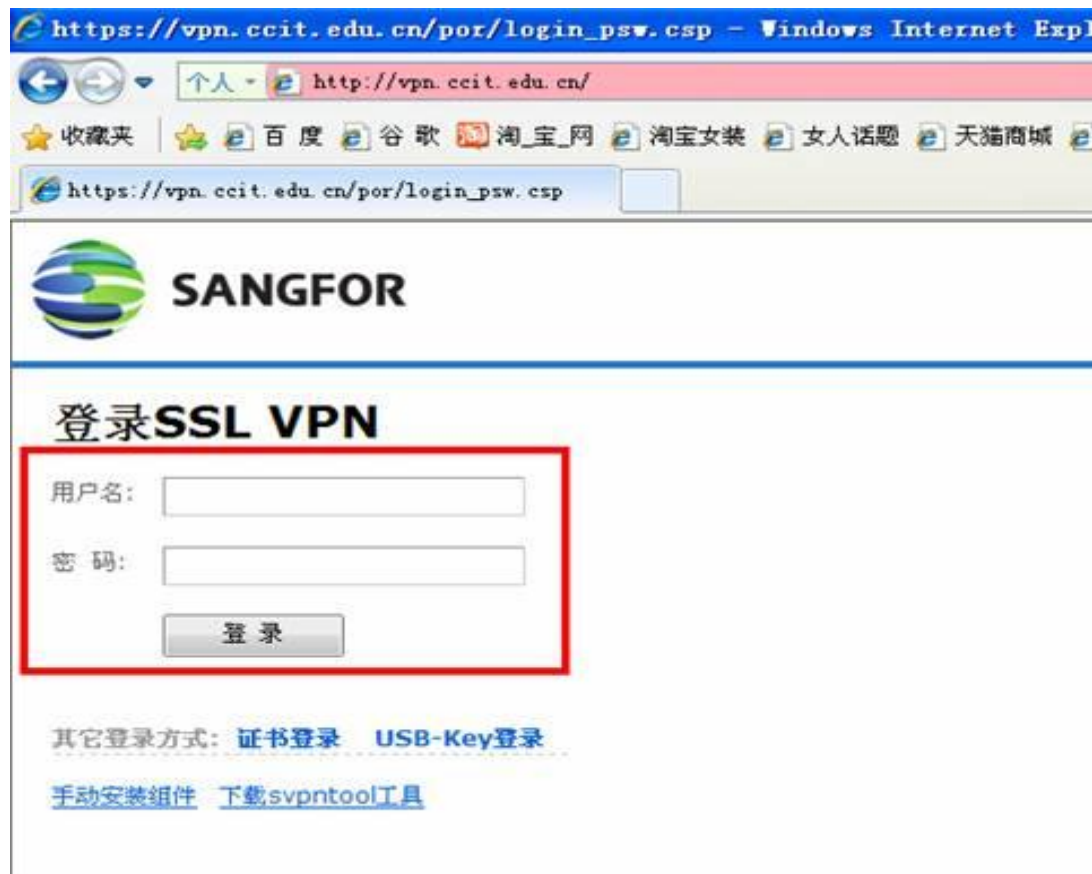 https://vpn.ccit.edu.cn/por/login_psw.csp - Windows Internet Expl
个人 http://vpn.ccit.edu.cn/
收藏夹 百度 谷歌 淘_宝_网 淘宝女装 女人话题 天猫商城
https://vpn.ccit.edu.cn/por/login_psw.csp
SANGFOR
登录SSL VPN
用户名:
密 码:
登 录
其它登录方式: 证书登录 USB-Key登录
手动安装组件 下载svpntool工具